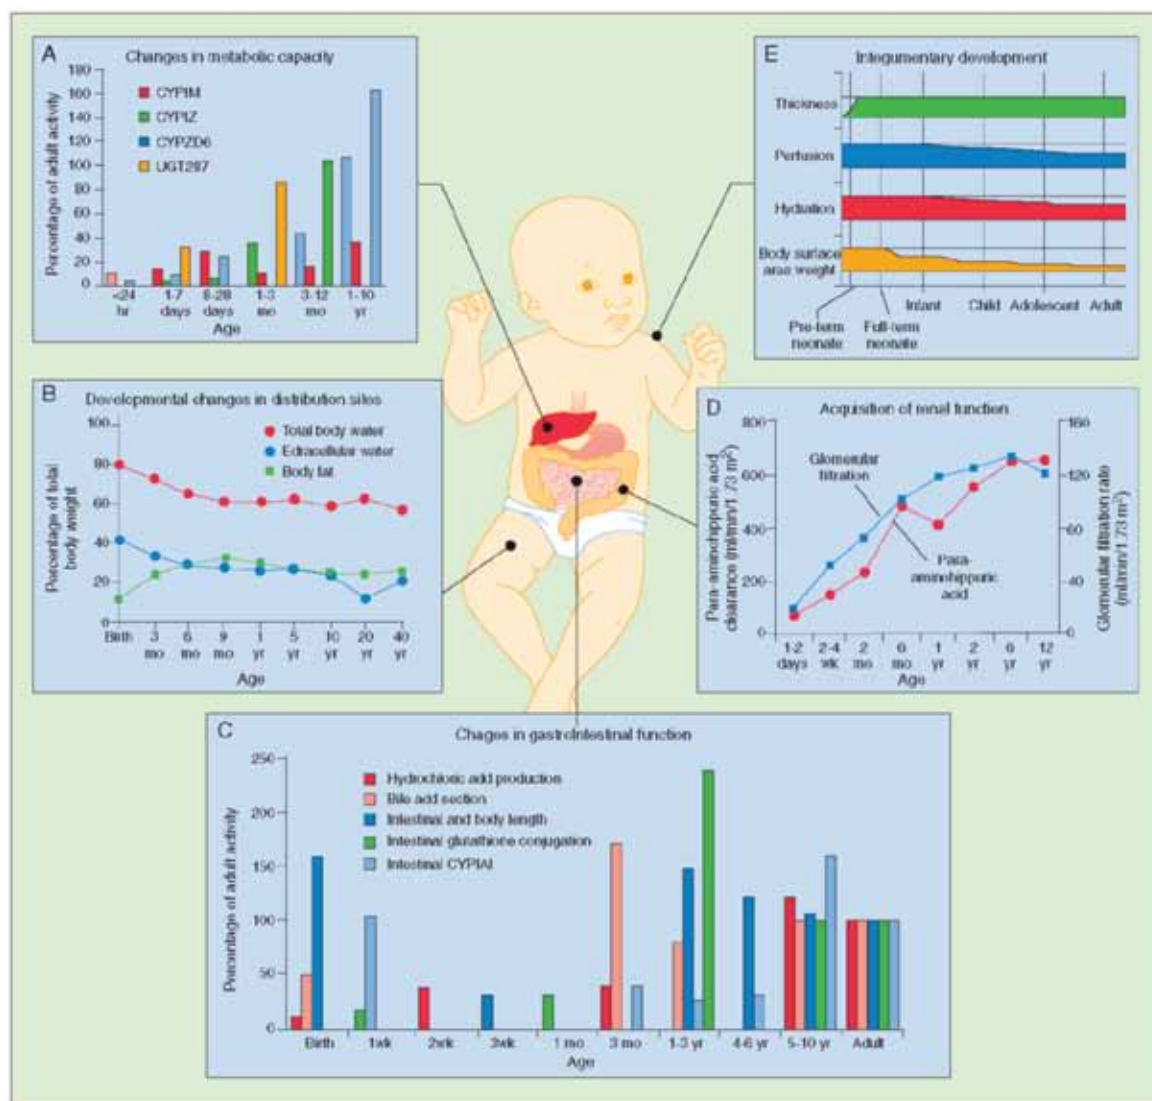 A
Changes in metabolic capacity
Percentage of adult activity
180
160
140
120
100
80
60
40
20
0
CYPIM
CYPIZ
CYPZD6
UGT287
<24 hr
1-7 days
8-28 days
1-3 mo
3-12 mo
1-10 yr
Age
E
Integumentary development
Thickness
Perfusion
Hydration
Body surface
area weight
Infant
Child
Adolescent
Adult
Pre-term
neonate
Full-term
neonate
B
Developmental changes in distribution sites
Percentage of total
body weight
100
80
60
40
20
0
Total body water
Edracellular water
Body fat
Birth
3 mo
6 mo
9 mo
1 yr
5 yr
10 yr
20 yr
40 yr
Age
D
Acquisition of renal function
Para-aminohippuric acid
clearance (ml/min/1.73 m²)
800
600
400
200
0
Glomerular
filtration
Para-
aminohippuric
acid
160
120
60
40
0
Glomerular filtration rate
(ml/min/1.73 m²)
1-2 days
2-4 wk
2 mo
6 mo
1 yr
2 yr
6 yr
12 yr
Age
C
Chages in gastrointestinal function
Percentage of adult activity
250
200
150
100
50
0
Hydrochloric add production
Bile add section
Intestinal and body length
Intestinal glutathione conjugation
Intestinal CYPIAI
Birth
1wk
2wk
3wk
1 mo
3 mo
1-3 yr
4-6 yr
5-10 yr
Adult
Age